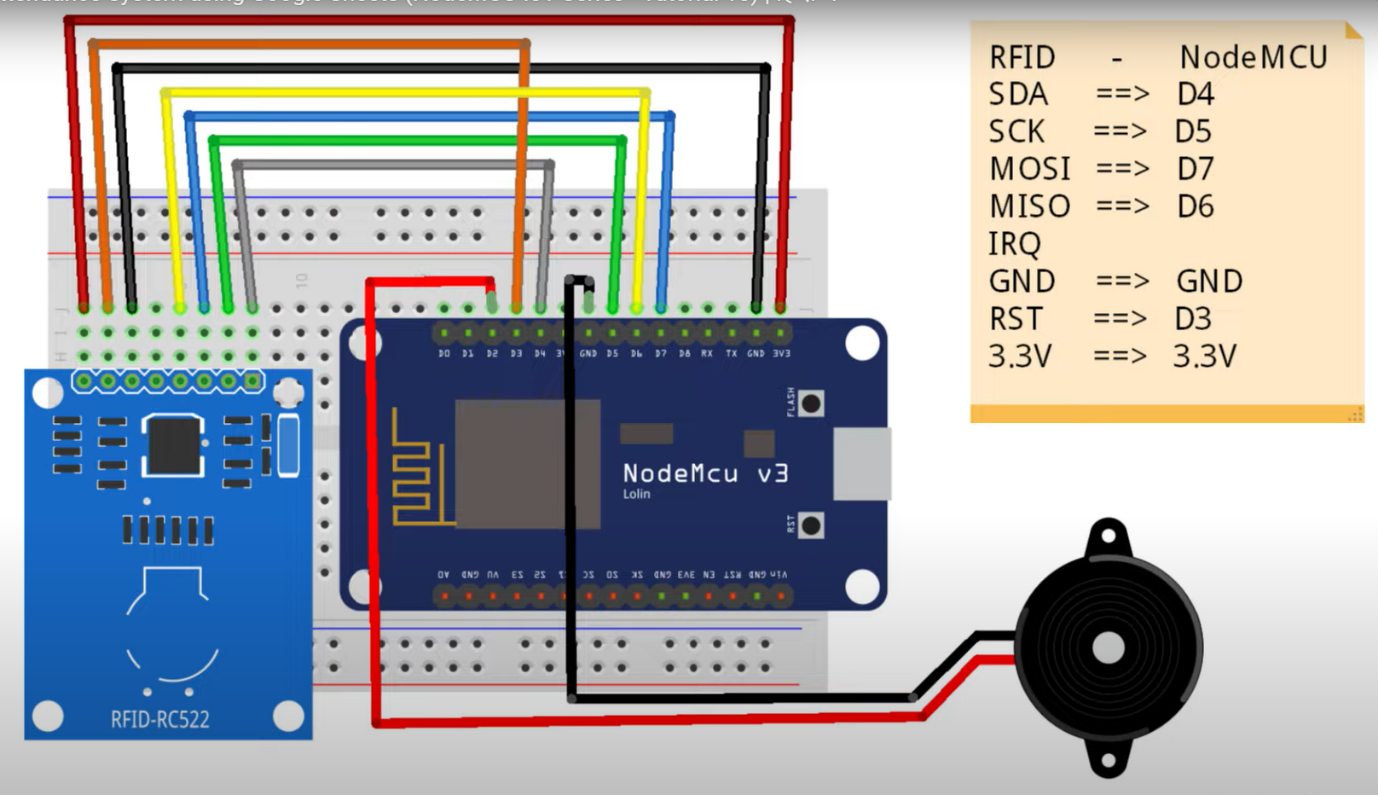 RFID - NodeMCU
SDA ==> D4
SCK ==> D5
MOSI ==> D7
MISO ==> D6
IRQ
GND ==> GND
RST ==> D3
3.3V ==> 3.3V
10
J
I
H
D0 D1 D2 D3 D4 GND D5 D6 D7 D8 RX TX GND 3V3
FLASH
NodeMcu v3
Lolin
RST
A0 GND VU S3 S2 SC SO SK GND 3V3 EN RST GND Vin
RFID-RC522